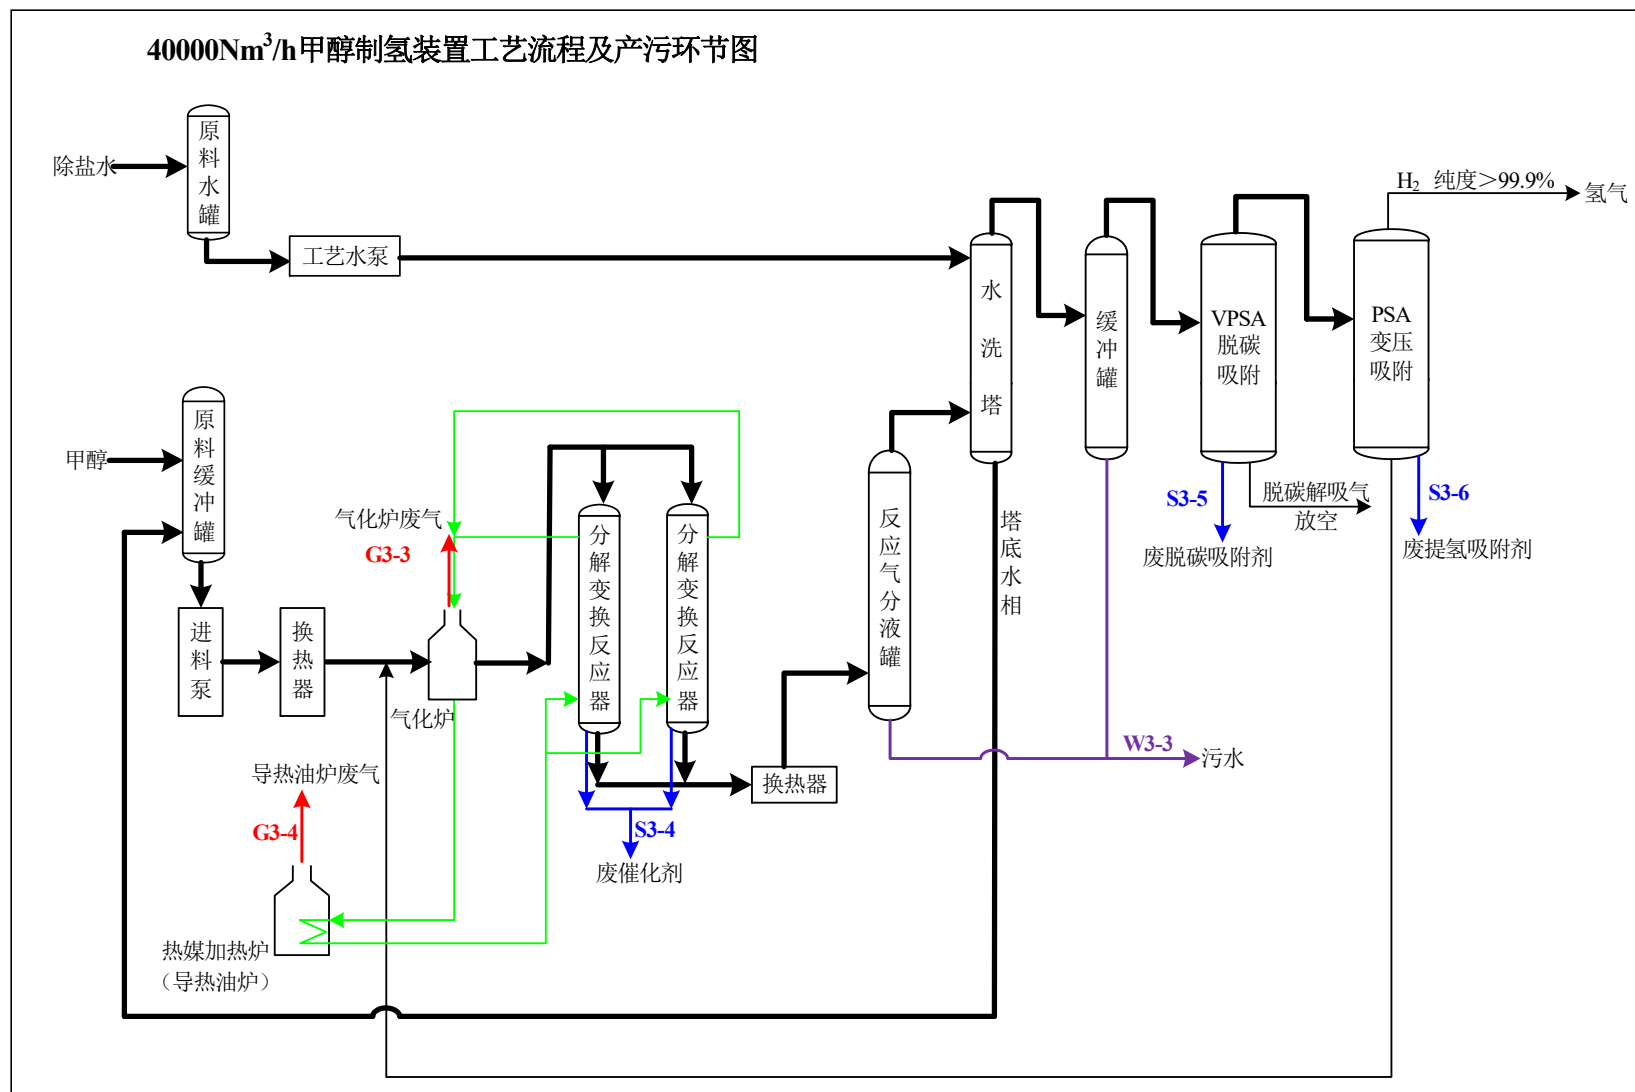 40000Nm³/h甲醇制氢装置工艺流程及产污环节图
除盐水
原料水罐
工艺水泵
水洗塔
缓冲罐
VPSA
脱碳
吸附
PSA
变压
吸附
H₂ 纯度＞99.9%
氢气
甲醇
原料缓冲罐
进料泵
换热器
气化炉废气
G3-3
气化炉
分解变换反应器
分解变换反应器
反应气分液罐
塔底水相
S3-5
脱碳解吸气
放空
废脱碳吸附剂
S3-6
废提氢吸附剂
W3-3
污水
换热器
S3-4
废催化剂
导热油炉废气
G3-4
热媒加热炉
（导热油炉）